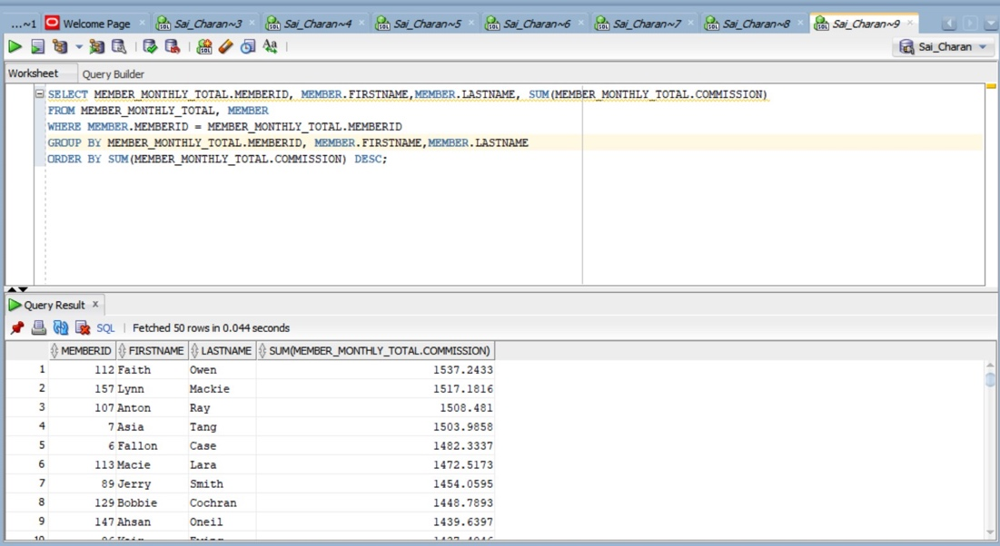 ...~1 Welcome Page Sai_Charan~3 Sai_Charan~4 Sai_Charan~5 Sai_Charan~6 Sai_Charan~7 Sai_Charan~8 Sai_Charan~9
Sai_Charan
Worksheet Query Builder
SELECT MEMBER_MONTHLY_TOTAL.MEMBERID, MEMBER.FIRSTNAME,MEMBER.LASTNAME, SUM(MEMBER_MONTHLY_TOTAL.COMMISSION)
FROM MEMBER_MONTHLY_TOTAL, MEMBER
WHERE MEMBER.MEMBERID = MEMBER_MONTHLY_TOTAL.MEMBERID
GROUP BY MEMBER_MONTHLY_TOTAL.MEMBERID, MEMBER.FIRSTNAME,MEMBER.LASTNAME
ORDER BY SUM(MEMBER_MONTHLY_TOTAL.COMMISSION) DESC;
Query Result x
SQL | Fetched 50 rows in 0.044 seconds
MEMBERID FIRSTNAME LASTNAME SUM(MEMBER_MONTHLY_TOTAL.COMMISSION)
1 112 Faith Owen 1537.2433
2 157 Lynn Mackie 1517.1816
3 107 Anton Ray 1508.481
4 7 Asia Tang 1503.9858
5 6 Fallon Case 1482.3337
6 113 Macie Lara 1472.5173
7 89 Jerry Smith 1454.0595
8 129 Bobbie Cochran 1448.7893
9 147 Ahsan Oneil 1439.6397
10